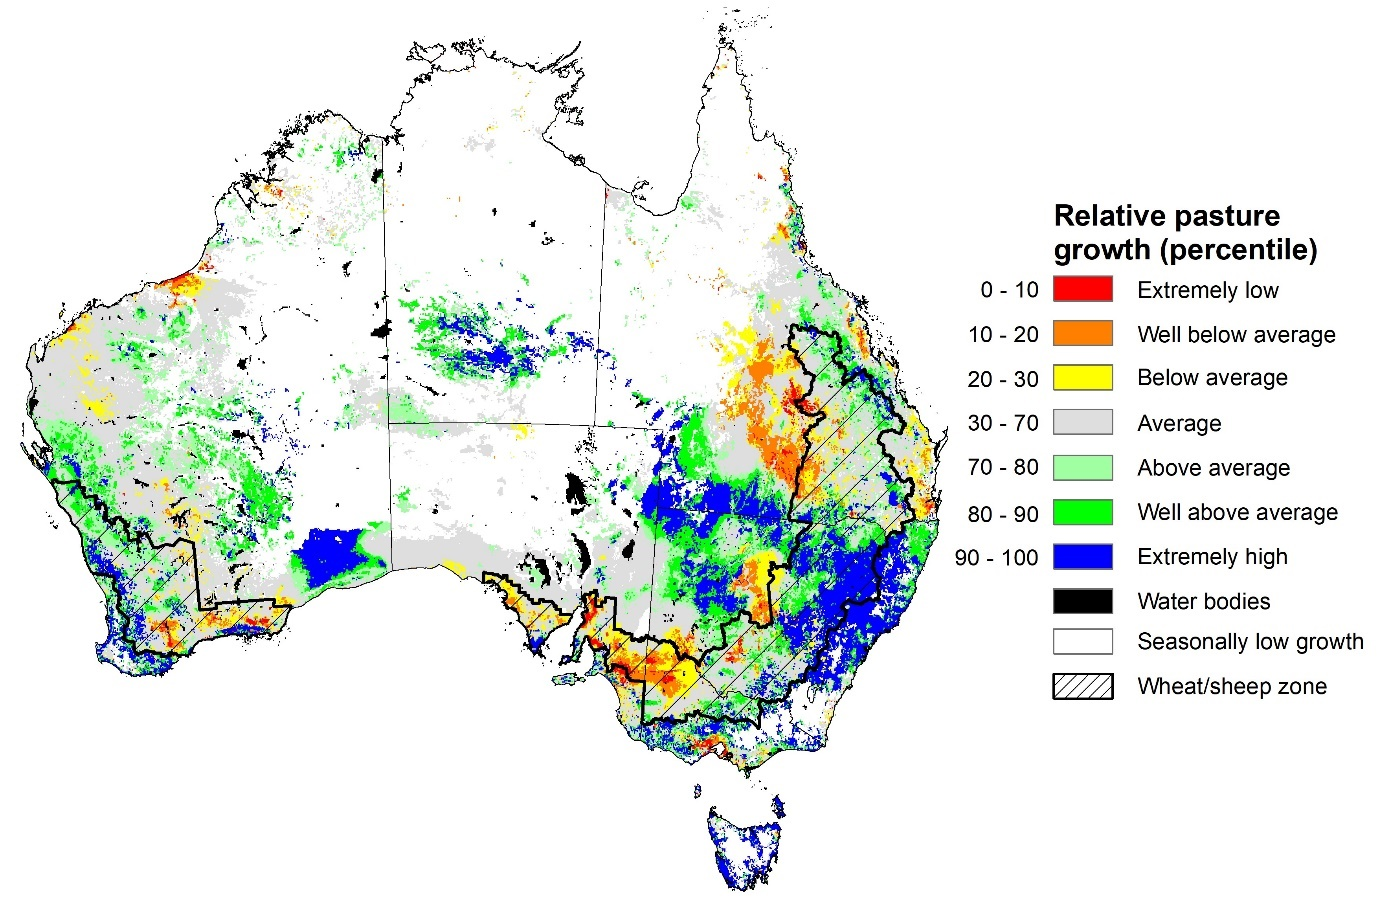 Relative pasture
growth (percentile)
0 - 10 Extremely low
10 - 20 Well below average
20 - 30 Below average
30 - 70 Average
70 - 80 Above average
80 - 90 Well above average
90 - 100 Extremely high
Water bodies
Seasonally low growth
Wheat/sheep zone